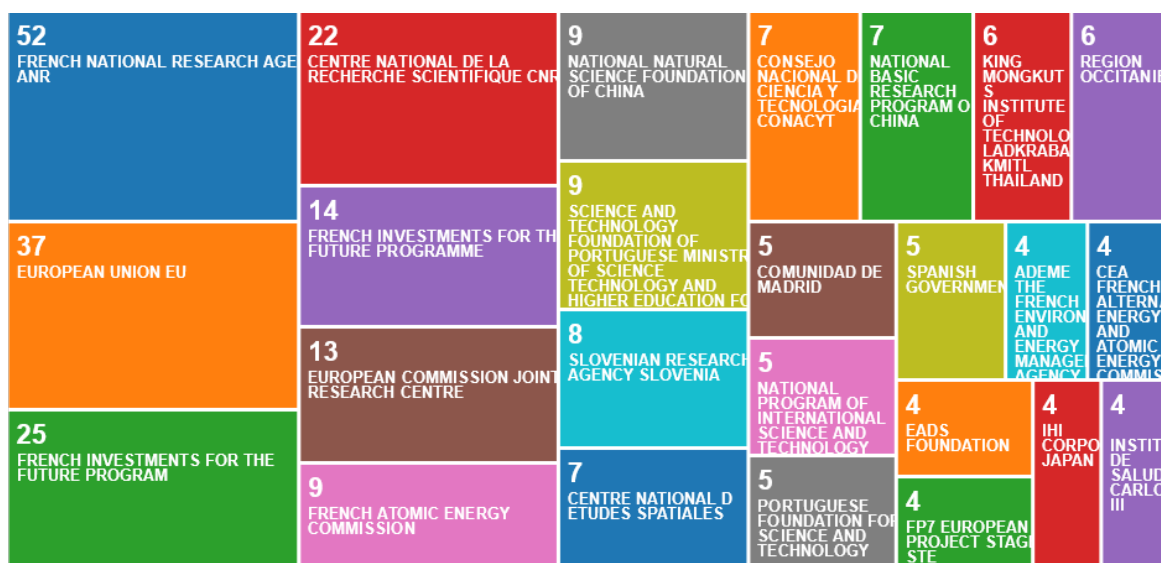 52
FRENCH NATIONAL RESEARCH AGE
ANR
37
EUROPEAN UNION EU
25
FRENCH INVESTMENTS FOR THE
FUTURE PROGRAM
22
CENTRE NATIONAL DE LA
RECHERCHE SCIENTIFIQUE CNR
14
FRENCH INVESTMENTS FOR TH
FUTURE PROGRAMME
13
EUROPEAN COMMISSION JOINT
RESEARCH CENTRE
9
FRENCH ATOMIC ENERGY
COMMISSION
9
NATIONAL NATURAL
SCIENCE FOUNDATION
OF CHINA
9
SCIENCE AND
TECHNOLOGY
FOUNDATION OF
PORTUGUESE MINISTR
OF SCIENCE
TECHNOLOGY AND
HIGHER EDUCATION FC
8
SLOVENIAN RESEARCH
AGENCY SLOVENIA
7
CENTRE NATIONAL D
ETUDES SPATIALES
7
CONSEJO
NACIONAL D
CIENCIA Y
TECNOLOGIA
CONACYT
7
NATIONAL
BASIC
RESEARCH
PROGRAM O
CHINA
6
KING
MONGKUT
S
INSTITUTE
OF
TECHNOLO
LADKRABA
KMITL
THAILAND
6
REGION
OCCITANIE
5
COMUNIDAD DE
MADRID
5
NATIONAL
PROGRAM OF
INTERNATIONAL
SCIENCE AND
TECHNOLOGY
5
PORTUGUESE
FOUNDATION FOR
SCIENCE AND
TECHNOLOGY
5
SPANISH
GOVERNMEN
4
ADEME
THE
FRENCH
ENVIRON
AND
ENERGY
MANAGE
AGENCY
4
CEA
FRENCH
ALTERNA
ENERGY
AND
ATOMIC
ENERGY
COMMIS
4
EADS
FOUNDATION
4
FP7 EUROPEAN
PROJECT STAG
STE
4
IHI
CORPO
JAPAN
4
INSTIT
DE
SALUD
CARLO
III